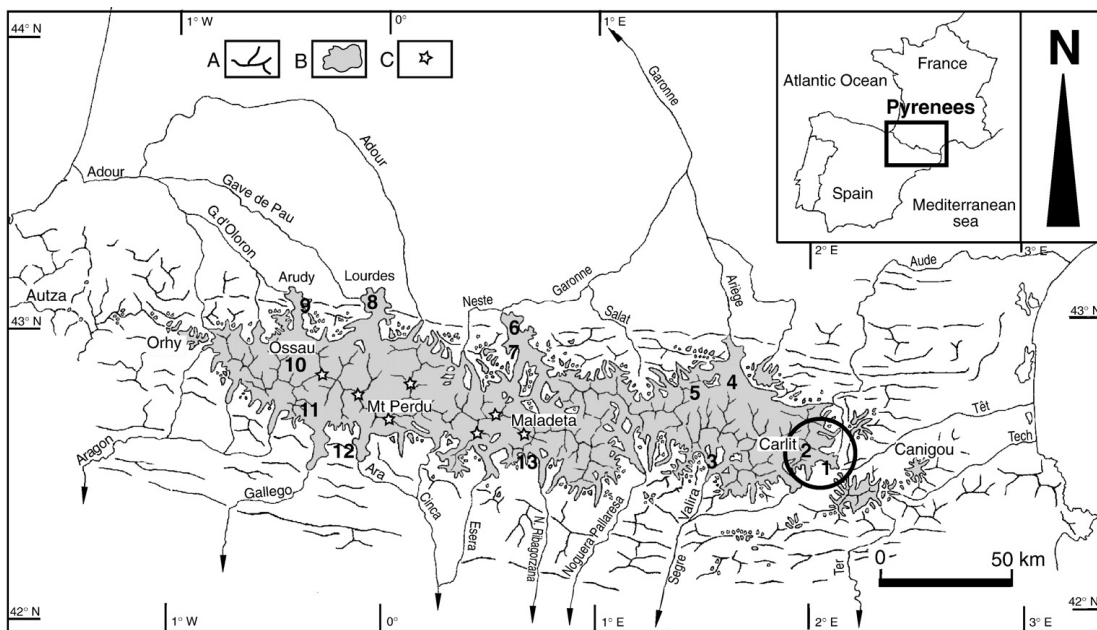 44° N
1° W
0°
1° E
A
B
C
N
France
Atlantic Ocean
Pyrenees
Spain
Mediterranean
sea
Garonne
Adour
Adour
Gave de Pau
G. d'Oloron
2° E
3° E
Aude
Arudy
Lourdes
Autza
Neste
Garonne
Salat
Ariège
43° N
43° N
9
8
6
7
Orhy
Ossau
10
5
4
11
Mt Perdu
Maladeta
Têt
Tech
Carlit
2
1
Canigou
Aragon
12
Ara
13
3
Gallego
Cinca
Esera
N. Ribagorzana
Noguera Pallaresa
Valira
Segre
Ter
0
50 km
42° N
42° N
1° W
0°
1° E
2° E
3° E